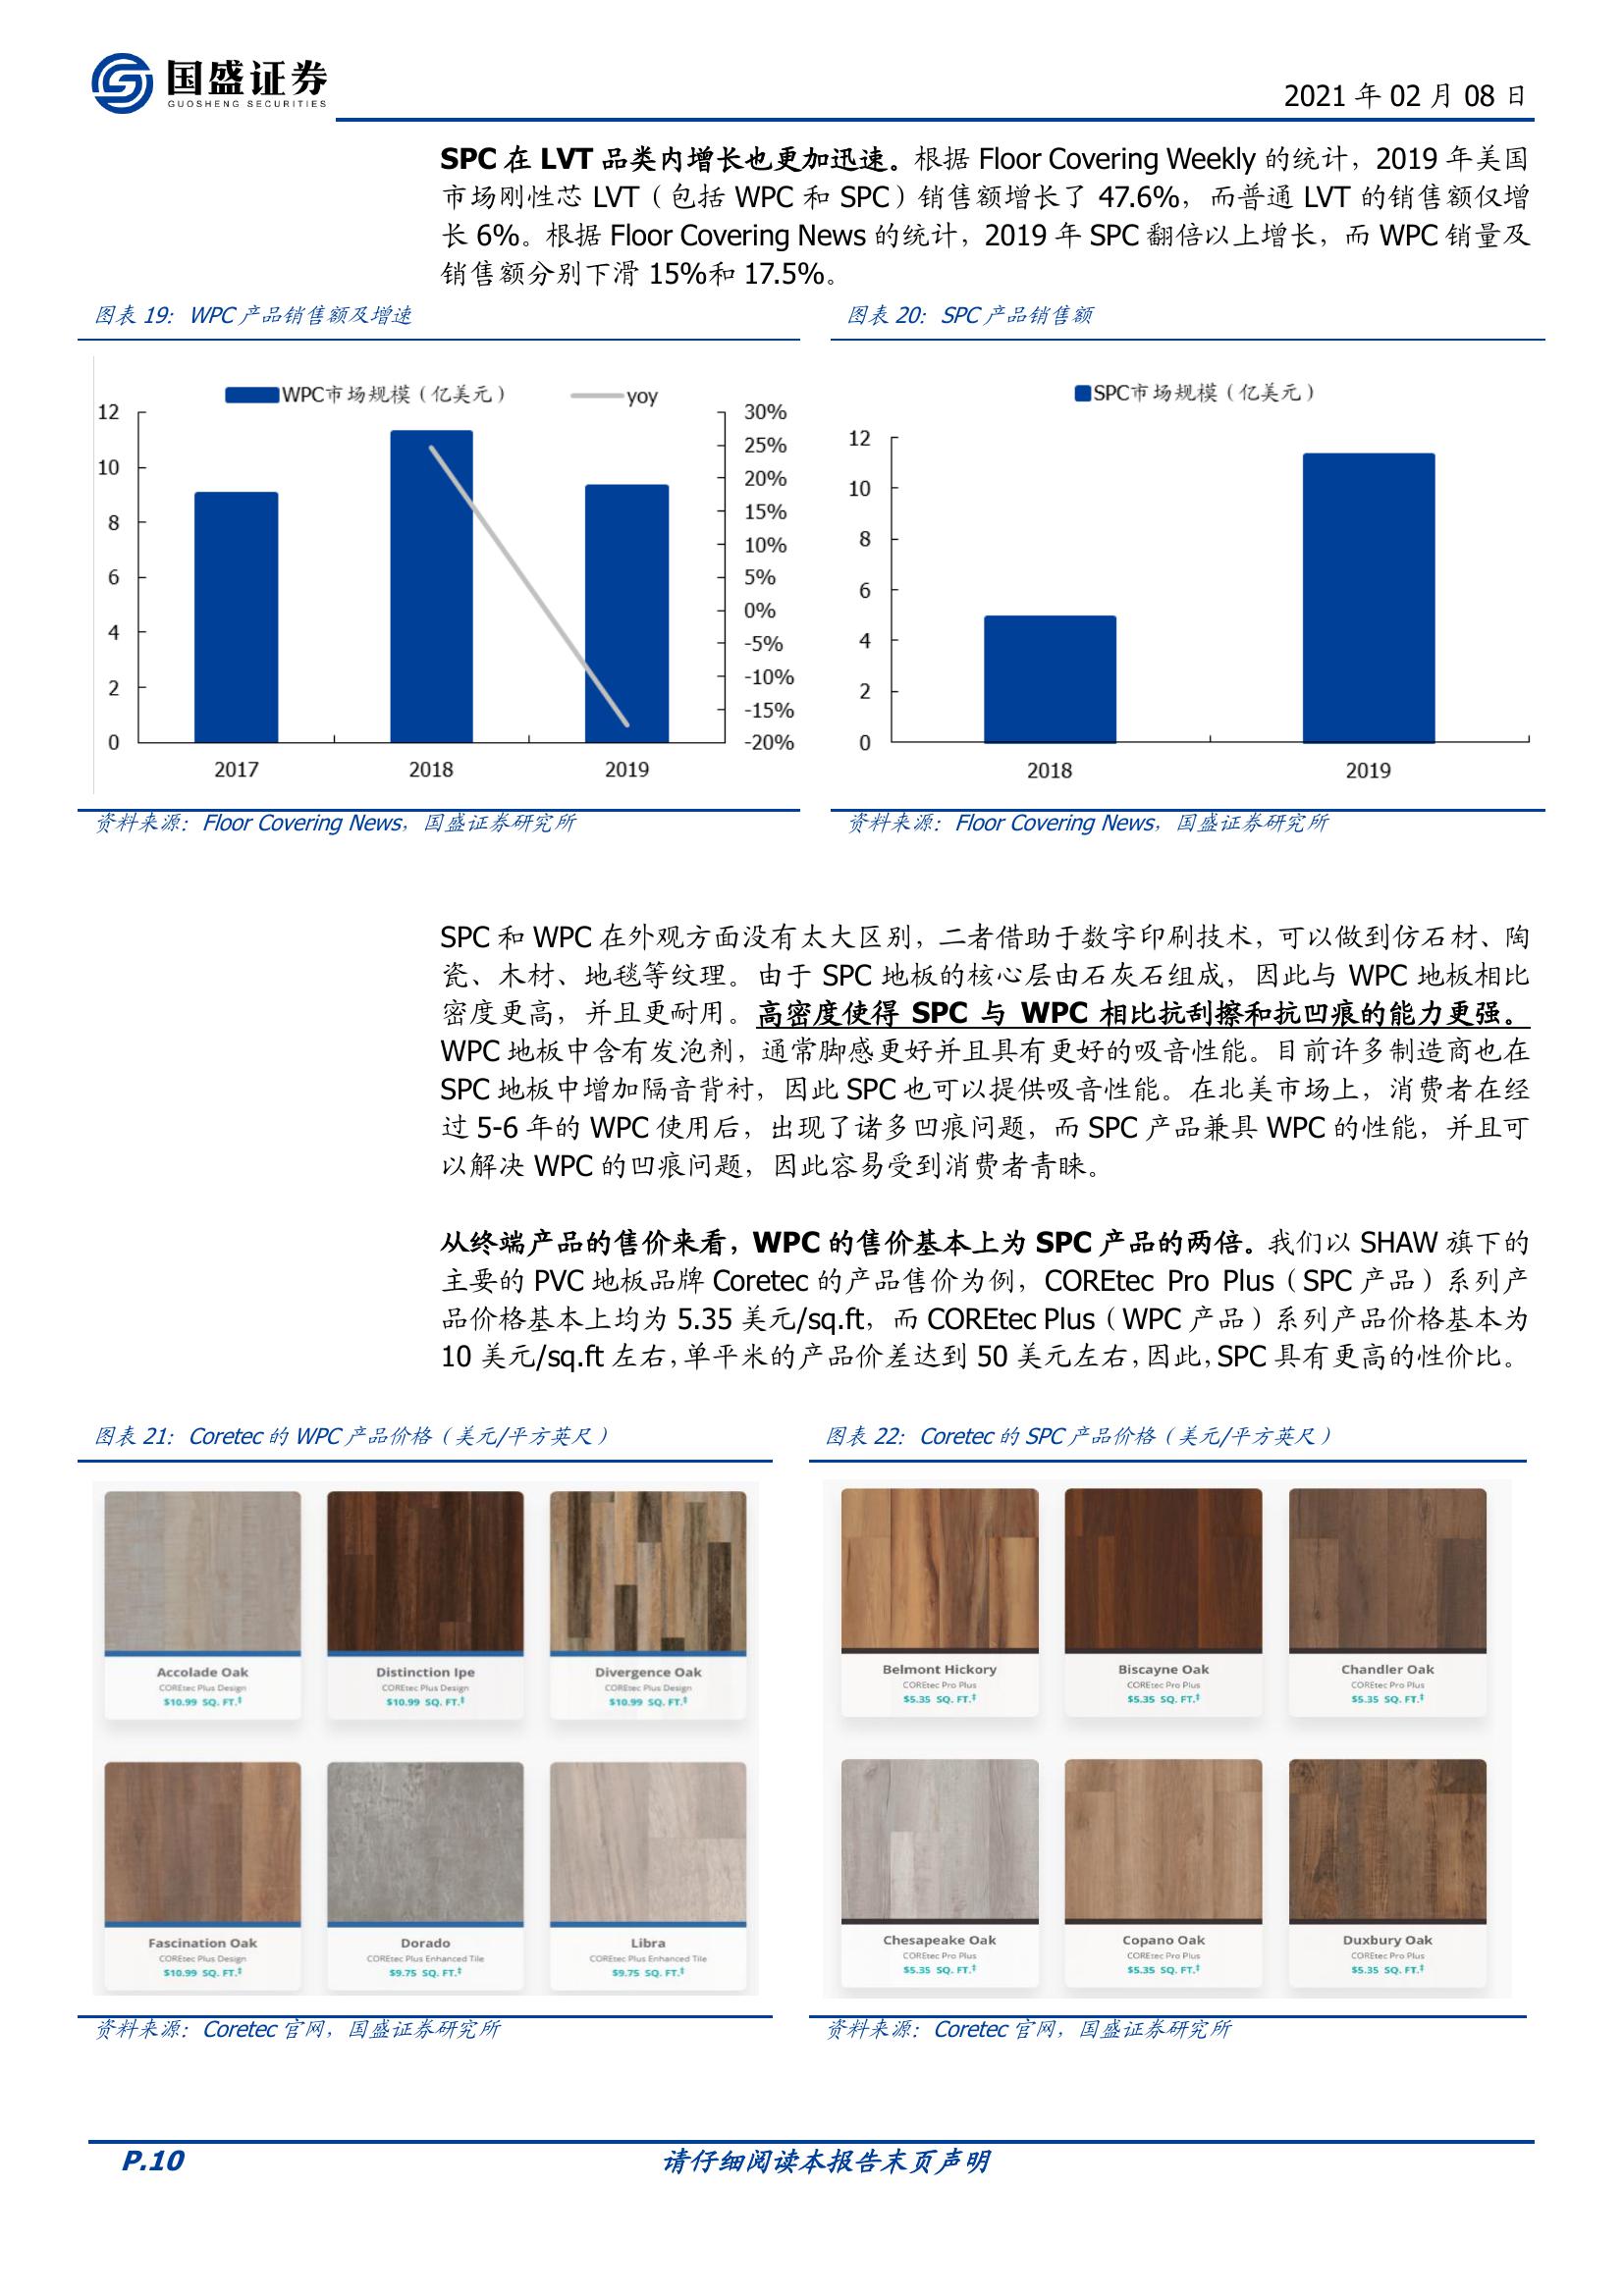 国盛证券
GUOSHENG SECURITIES
2021 年 02 月 08 日
SPC 在 LVT 品类内增长也更加迅速。根据 Floor Covering Weekly 的统计，2019 年美国
市场刚性芯 LVT（包括 WPC 和 SPC）销售额增长了 47.6%，而普通 LVT 的销售额仅增
长 6%。根据 Floor Covering News 的统计，2019 年 SPC 翻倍以上增长，而 WPC 销量及
销售额分别下滑 15%和 17.5%。
图表 19：WPC 产品销售额及增速
WPC市场规模（亿美元）
yoy
12
10
8
6
4
2
0
30%
25%
20%
15%
10%
5%
0%
-5%
-10%
-15%
-20%
2017
2018
2019
资料来源：Floor Covering News，国盛证券研究所
图表 20：SPC 产品销售额
SPC市场规模（亿美元）
12
10
8
6
4
2
0
2018
2019
资料来源：Floor Covering News，国盛证券研究所
SPC 和 WPC 在外观方面没有太大区别，二者借助于数字印刷技术，可以做到仿石材、陶
瓷、木材、地毯等纹理。由于 SPC 地板的核心层由石灰石组成，因此与 WPC 地板相比
密度更高，并且更耐用。高密度使得 SPC 与 WPC 相比抗刮擦和抗凹痕的能力更强。
WPC 地板中含有发泡剂，通常脚感更好并且具有更好的吸音性能。目前许多制造商也在
SPC 地板中增加隔音背衬，因此 SPC 也可以提供吸音性能。在北美市场上，消费者在经
过 5-6 年的 WPC 使用后，出现了诸多凹痕问题，而 SPC 产品兼具 WPC 的性能，并且可
以解决 WPC 的凹痕问题，因此容易受到消费者青睐。
从终端产品的售价来看，WPC 的售价基本上为 SPC 产品的两倍。我们以 SHAW 旗下的
主要的 PVC 地板品牌 Coretec 的产品售价为例，COREtec Pro Plus（SPC 产品）系列产
品价格基本上均为 5.35 美元/sq.ft，而 COREtec Plus（WPC 产品）系列产品价格基本为
10 美元/sq.ft 左右，单平米的产品价差达到 50 美元左右，因此，SPC 具有更高的性价比。
图表 21：Coretec 的 WPC 产品价格（美元/平方英尺）
Accolade Oak
COREtec Plus Design
$10.99 SQ. FT.‡
Distinction Ipe
COREtec Plus Design
$10.99 SQ. FT.‡
Divergence Oak
COREtec Plus Design
$10.99 SQ. FT.‡
Fascination Oak
COREtec Plus Design
$10.99 SQ. FT.‡
Dorado
COREtec Plus Enhanced Tile
$9.75 SQ. FT.‡
Libra
COREtec Plus Enhanced Tile
$9.75 SQ. FT.‡
资料来源：Coretec 官网，国盛证券研究所
图表 22：Coretec 的 SPC 产品价格（美元/平方英尺）
Belmont Hickory
COREtec Pro Plus
$5.35 SQ. FT.‡
Biscayne Oak
COREtec Pro Plus
$5.35 SQ. FT.‡
Chandler Oak
COREtec Pro Plus
$5.35 SQ. FT.‡
Chesapeake Oak
COREtec Pro Plus
$5.35 SQ. FT.‡
Copano Oak
COREtec Pro Plus
$5.35 SQ. FT.‡
Duxbury Oak
COREtec Pro Plus
$5.35 SQ. FT.‡
资料来源：Coretec 官网，国盛证券研究所
P.10
请仔细阅读本报告末页声明